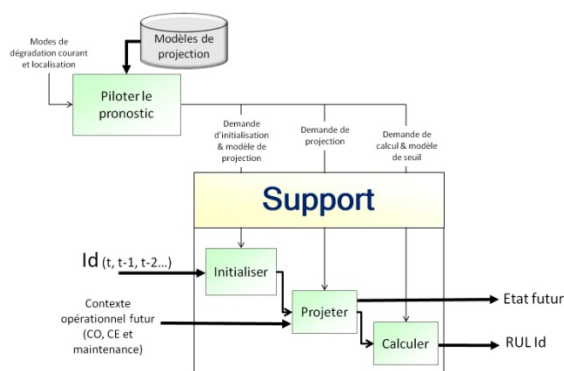 Modèles de
projection
Modes de
dégradation courant
et localisation
Piloter le
pronostic
Demande
d'initialisation
& modèle de
projection
Demande de
projection
Demande de
calcul & modèle
de seuil
Support
Id (t, t-1, t-2...)
Initialiser
Contexte
opérationnel futur
(CO, CE et
maintenance)
Projeter
Etat futur
Calculer
RUL Id